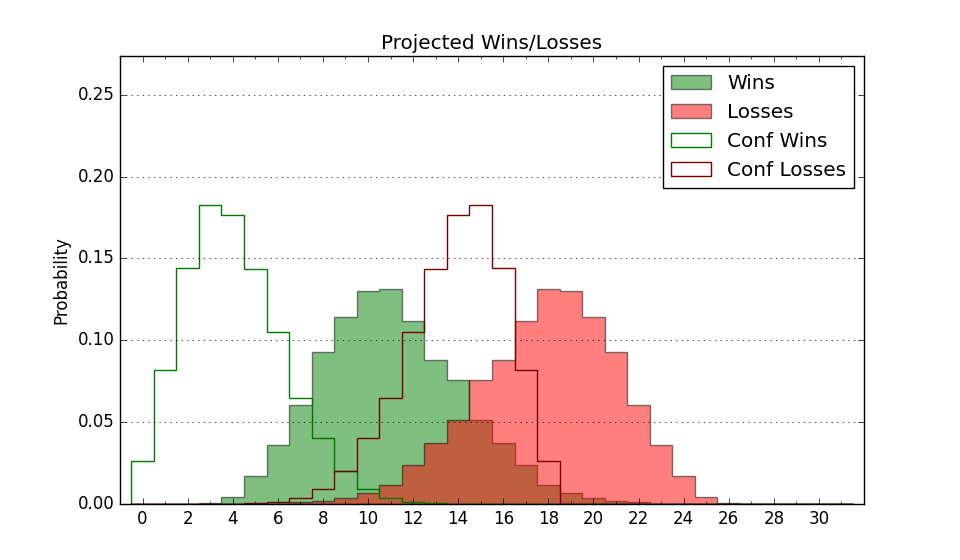 Projected Wins/Losses
Wins
Losses
Conf Wins
Conf Losses
Probability
0.25
0.20
0.15
0.10
0.05
0.00
0 2 4 6 8 10 12 14 16 18 20 22 24 26 28 30